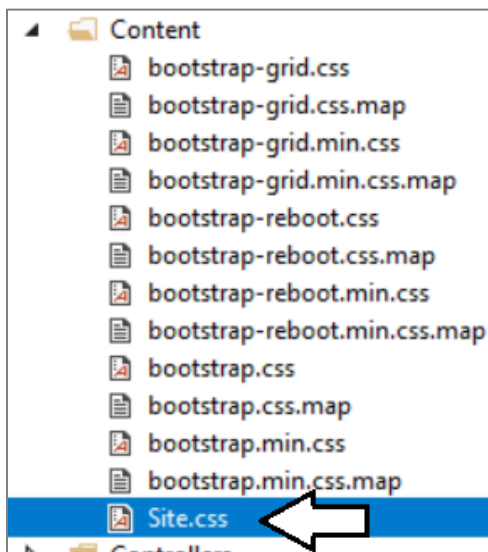 Content
bootstrap-grid.css
bootstrap-grid.css.map
bootstrap-grid.min.css
bootstrap-grid.min.css.map
bootstrap-reboot.css
bootstrap-reboot.css.map
bootstrap-reboot.min.css
bootstrap-reboot.min.css.map
bootstrap.css
bootstrap.css.map
bootstrap.min.css
bootstrap.min.css.map
Site.css
Controllers